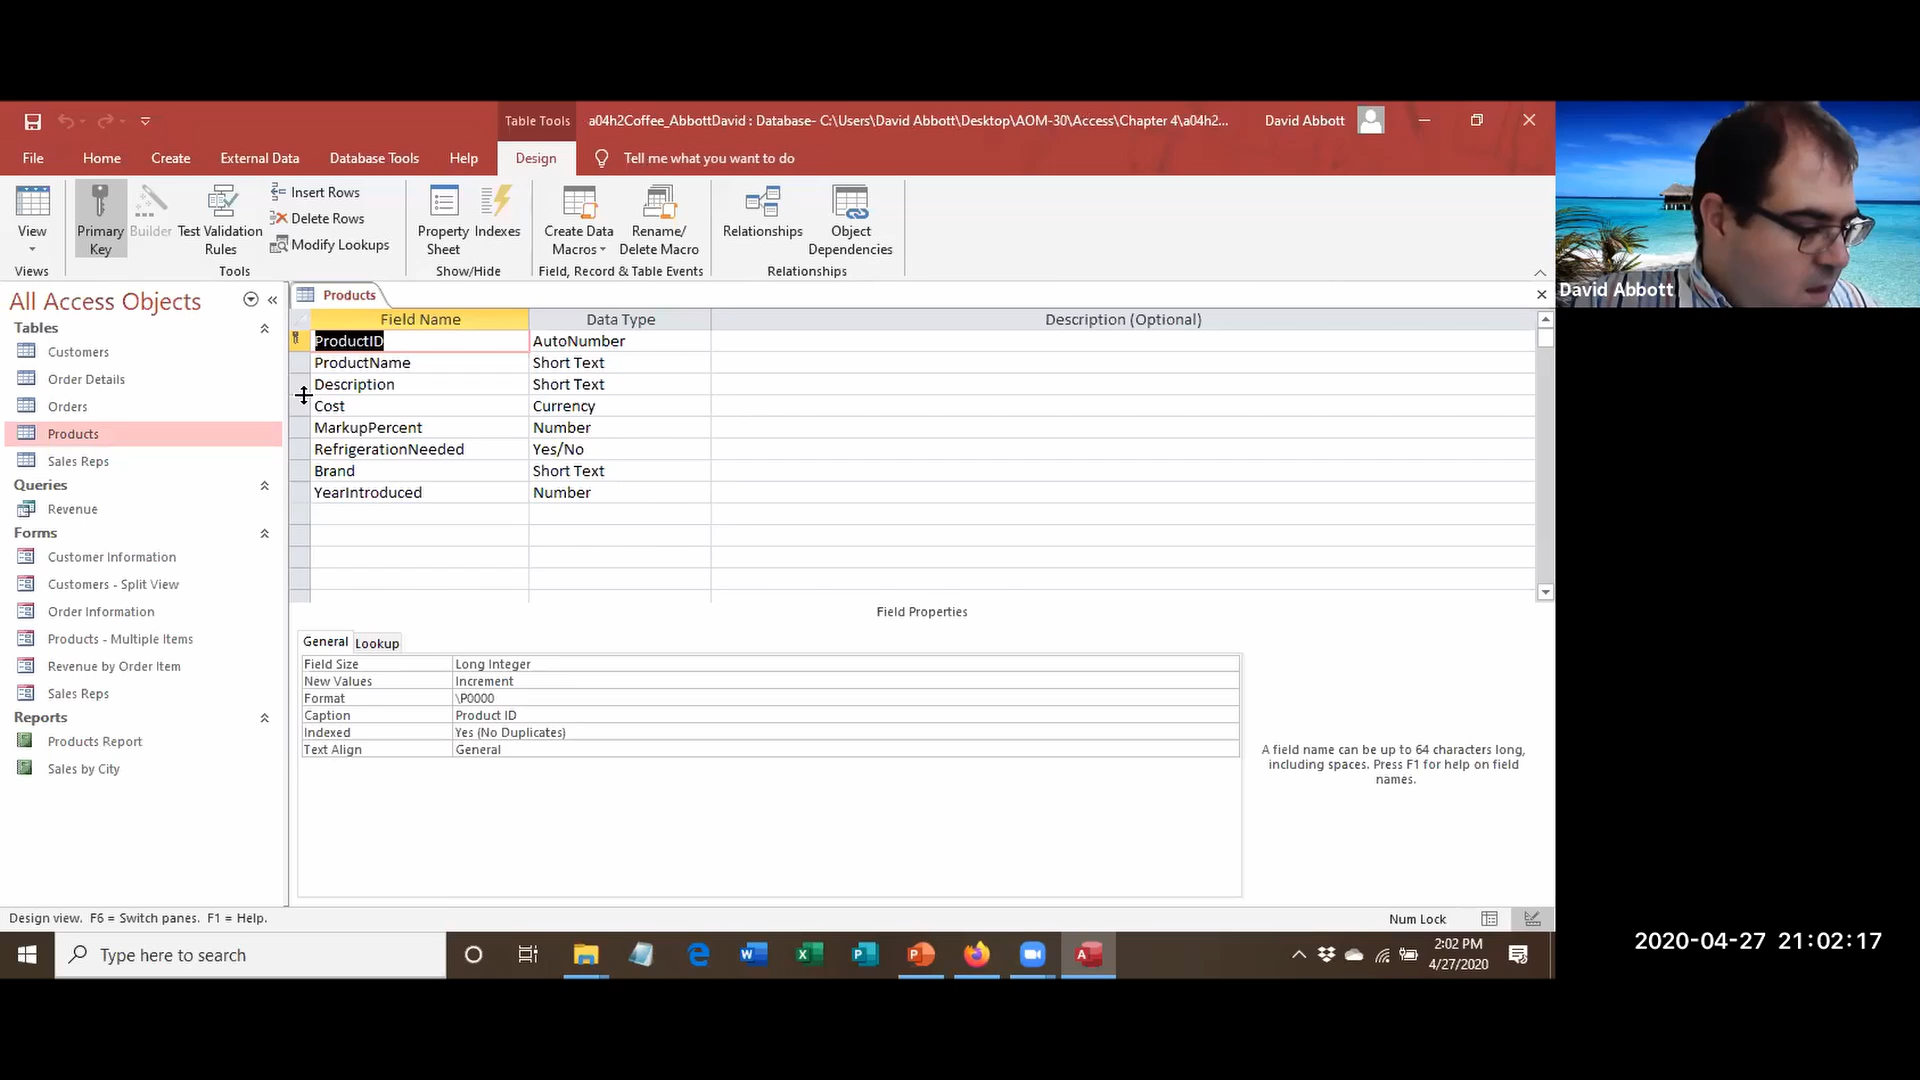 Table Tools
a04h2Coffee_AbbottDavid : Database- C:\Users\David Abbott\Desktop\AOM-30\Access\Chapter 4\a04h2...
David Abbott
File
Home
Create
External Data
Database Tools
Help
Design
Tell me what you want to do
View
Primary Key
Builder
Test Validation Rules
Insert Rows
Delete Rows
Modify Lookups
Property Sheet
Indexes
Create Data Macros
Rename/ Delete Macro
Relationships
Object Dependencies
Views
Tools
Show/Hide
Field, Record & Table Events
Relationships
David Abbott
All Access Objects
Tables
Customers
Order Details
Orders
Products
Sales Reps
Queries
Revenue
Forms
Customer Information
Customers - Split View
Order Information
Products - Multiple Items
Revenue by Order Item
Sales Reps
Reports
Products Report
Sales by City
Products
Field Name Data Type Description (Optional)
ProductID AutoNumber
ProductName Short Text
Description Short Text
Cost Currency
MarkupPercent Number
RefrigerationNeeded Yes/No
Brand Short Text
YearIntroduced Number
Field Properties
General Lookup
Field Size Long Integer
New Values Increment
Format \P0000
Caption Product ID
Indexed Yes (No Duplicates)
Text Align General
A field name can be up to 64 characters long,
including spaces. Press F1 for help on field
names.
Design view. F6 = Switch panes. F1 = Help.
Num Lock
Type here to search
2:02 PM
4/27/2020
2020-04-27 21:02:17